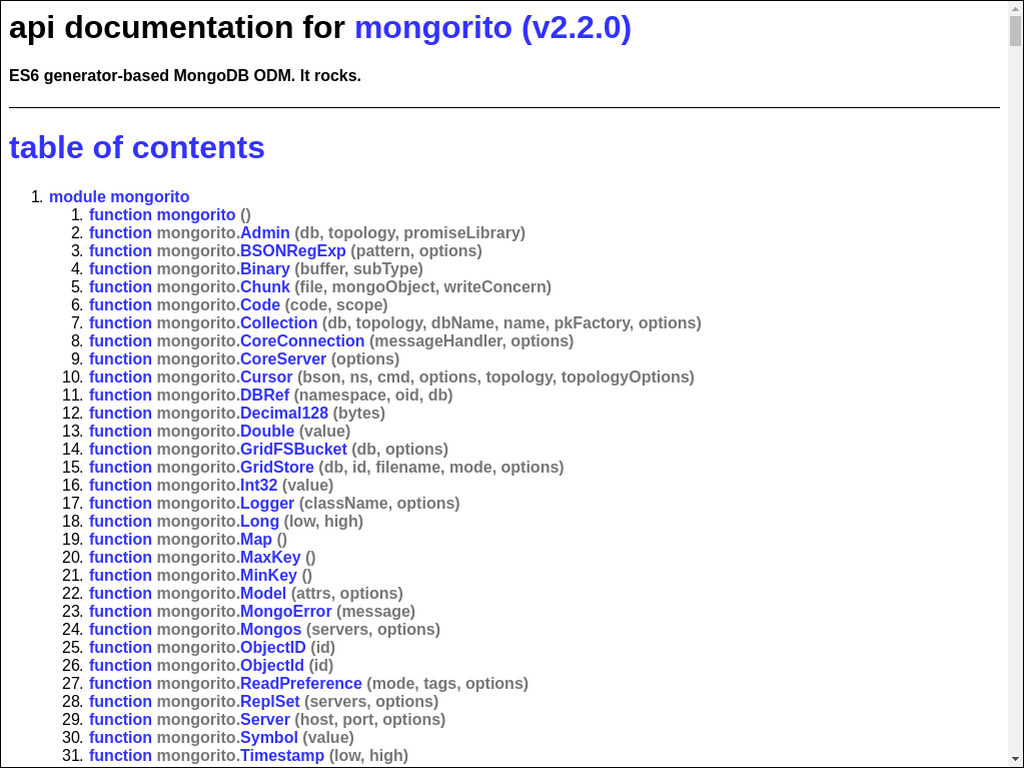 api documentation for mongorito (v2.2.0)
ES6 generator-based MongoDB ODM. It rocks.
table of contents
1. module mongorito
1. function mongorito ()
2. function mongorito.Admin (db, topology, promiseLibrary)
3. function mongorito.BSONRegExp (pattern, options)
4. function mongorito.Binary (buffer, subType)
5. function mongorito.Chunk (file, mongoObject, writeConcern)
6. function mongorito.Code (code, scope)
7. function mongorito.Collection (db, topology, dbName, name, pkFactory, options)
8. function mongorito.CoreConnection (messageHandler, options)
9. function mongorito.CoreServer (options)
10. function mongorito.Cursor (bson, ns, cmd, options, topology, topologyOptions)
11. function mongorito.DBRef (namespace, oid, db)
12. function mongorito.Decimal128 (bytes)
13. function mongorito.Double (value)
14. function mongorito.GridFSBucket (db, options)
15. function mongorito.GridStore (db, id, filename, mode, options)
16. function mongorito.Int32 (value)
17. function mongorito.Logger (className, options)
18. function mongorito.Long (low, high)
19. function mongorito.Map ()
20. function mongorito.MaxKey ()
21. function mongorito.MinKey ()
22. function mongorito.Model (attrs, options)
23. function mongorito.MongoError (message)
24. function mongorito.Mongos (servers, options)
25. function mongorito.ObjectID (id)
26. function mongorito.ObjectId (id)
27. function mongorito.ReadPreference (mode, tags, options)
28. function mongorito.ReplSet (servers, options)
29. function mongorito.Server (host, port, options)
30. function mongorito.Symbol (value)
31. function mongorito.Timestamp (low, high)